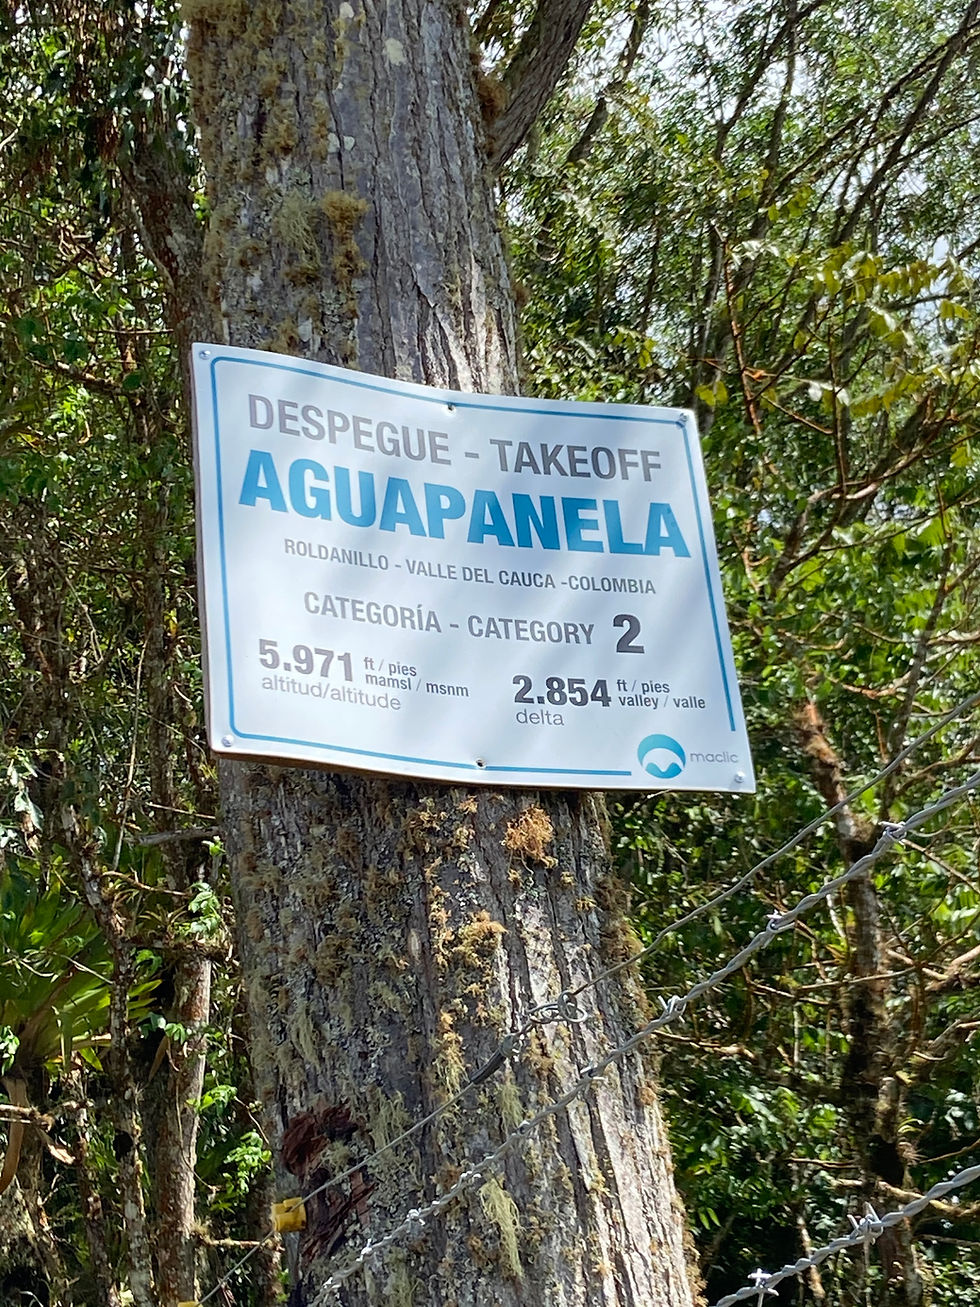 DESPEGUE - TAKEOFF
AGUAPANELA
ROLDANILLO - VALLE DEL CAUCA -COLOMBIA
CATEGORÍA - CATEGORY 2
5.971 ft / pies
mamsl / msnm
altitud/altitude
2.854 ft / pies
valley / valle
delta
maclic